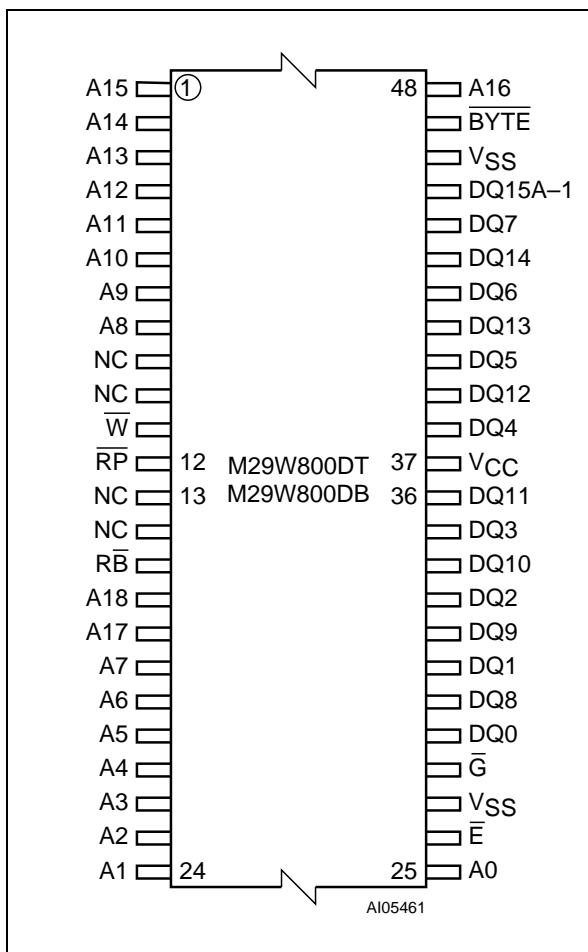 A15 ① 48 A16
A14 B̅Y̅T̅E̅
A13 VSS
A12 DQ15A–1
A11 DQ7
A10 DQ14
A9 DQ6
A8 DQ13
NC DQ5
NC DQ12
W̅ DQ4
R̅P̅ 12 M29W800DT 37 VCC
NC 13 M29W800DB 36 DQ11
NC DQ3
RB̅ DQ10
A18 DQ2
A17 DQ9
A7 DQ1
A6 DQ8
A5 DQ0
A4 G̅
A3 VSS
A2 E̅
A1 24 25 A0
AI05461